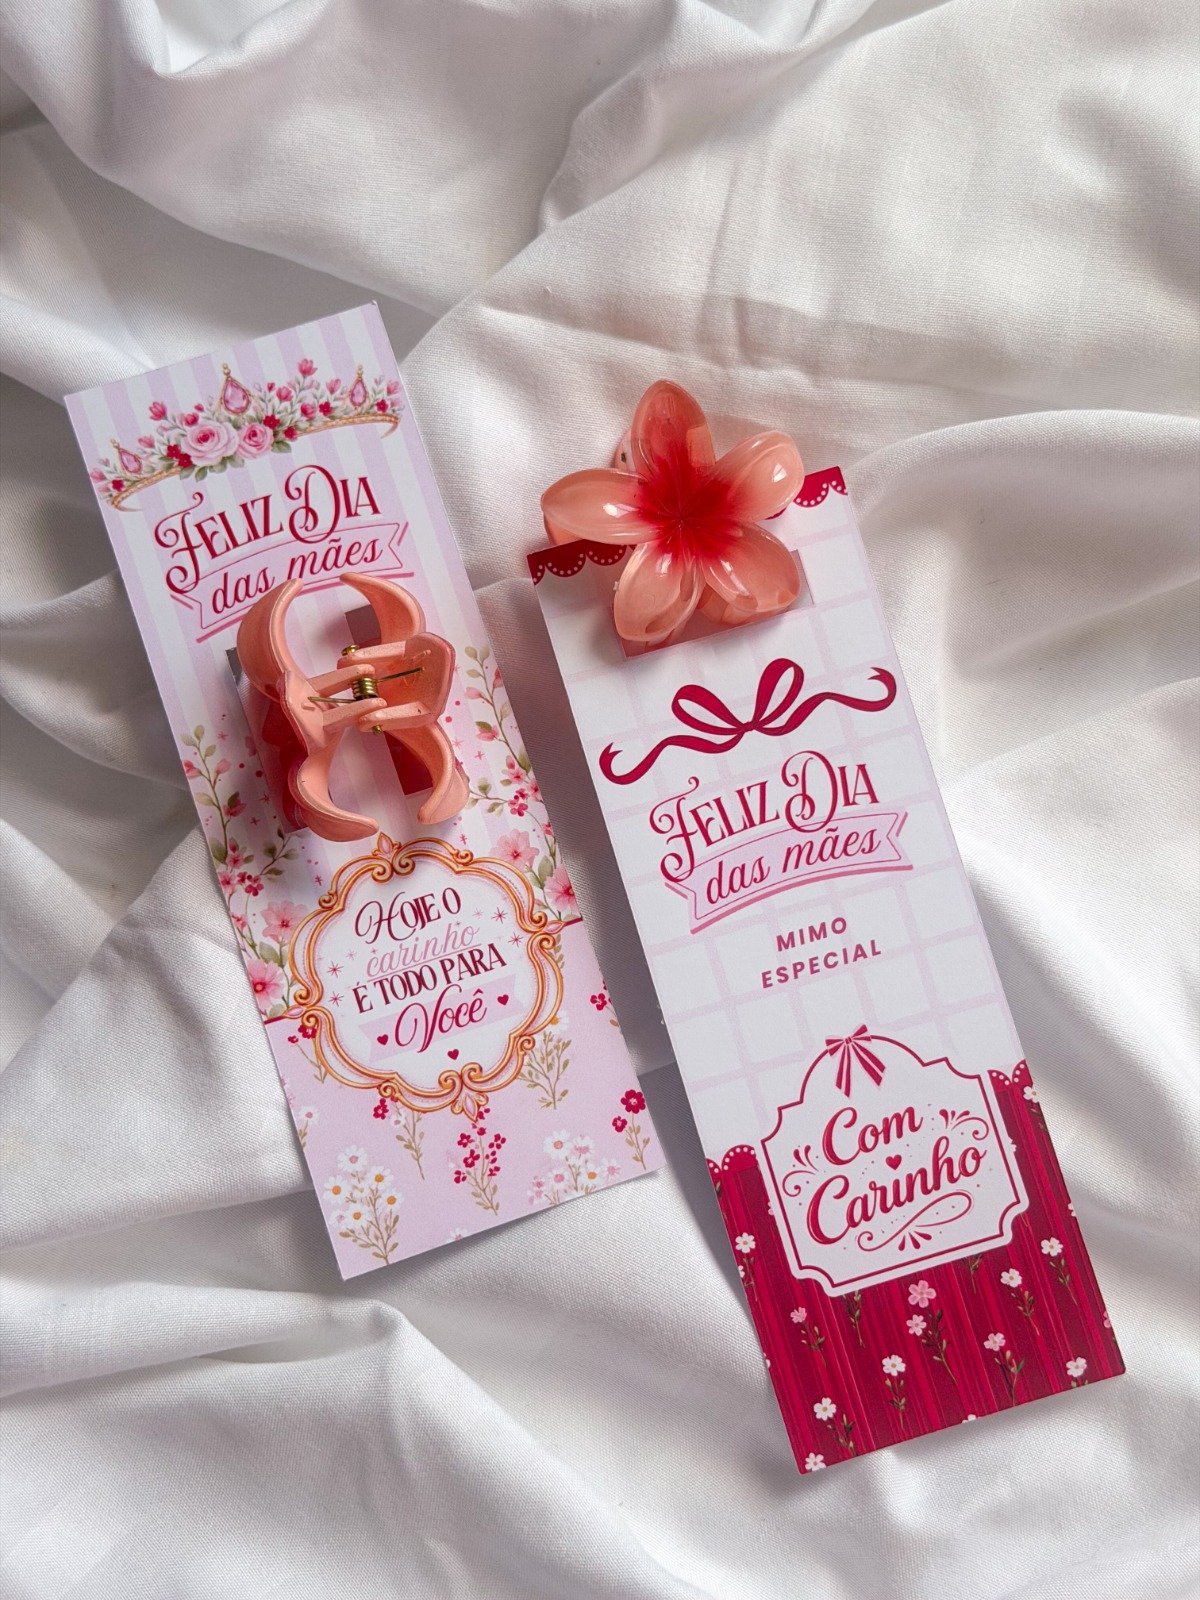 FELIZ DIA
das mães
HOJE O
carinho
É TODO PARA
Você
FELIZ DIA
das mães
MIMO
ESPECIAL
Com
Carinho